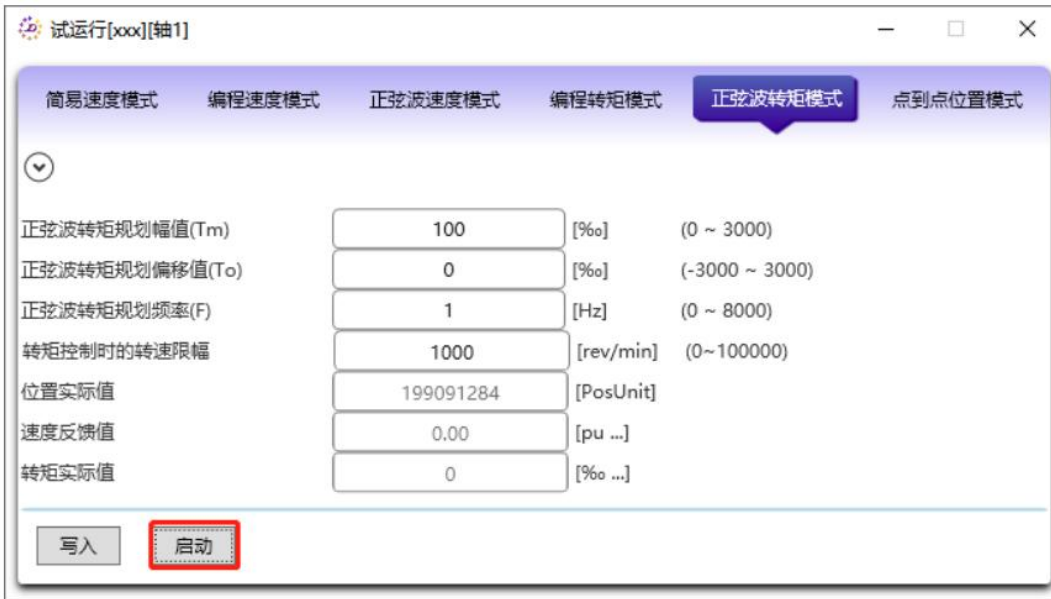 试运行[xxx][轴1]
简易速度模式 编程速度模式 正弦波速度模式 编程转矩模式 正弦波转矩模式 点到点位置模式
正弦波转矩规划幅值(Tm) 100 [‰] (0 ~ 3000)
正弦波转矩规划偏移值(To) 0 [‰] (-3000 ~ 3000)
正弦波转矩规划频率(F) 1 [Hz] (0 ~ 8000)
转矩控制时的转速限幅 1000 [rev/min] (0~100000)
位置实际值 199091284 [PosUnit]
速度反馈值 0.00 [pu ...]
转矩实际值 0 [‰ ...]
写入 启动